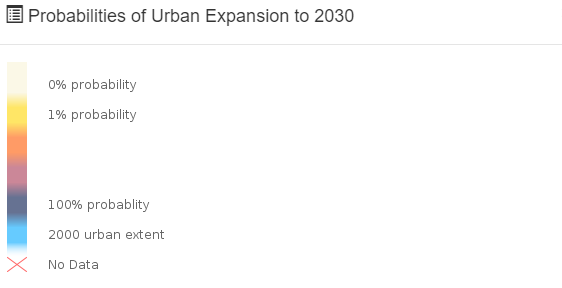 Probabilities of Urban Expansion to 2030
0% probability
1% probability
100% probablity
2000 urban extent
No Data